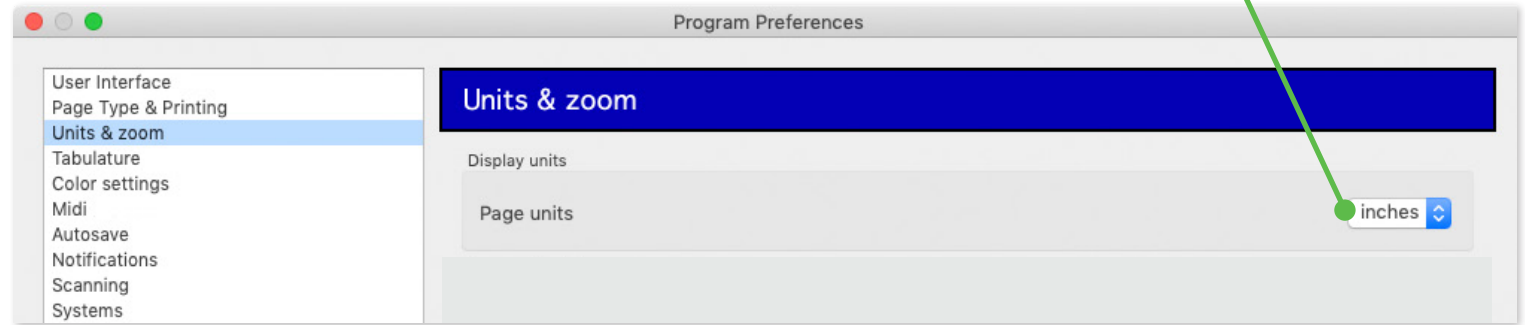 Program Preferences
User Interface
Page Type & Printing
Units & zoom
Tabulature
Color settings
Midi
Autosave
Notifications
Scanning
Systems
Units & zoom
Display units
Page units
inches